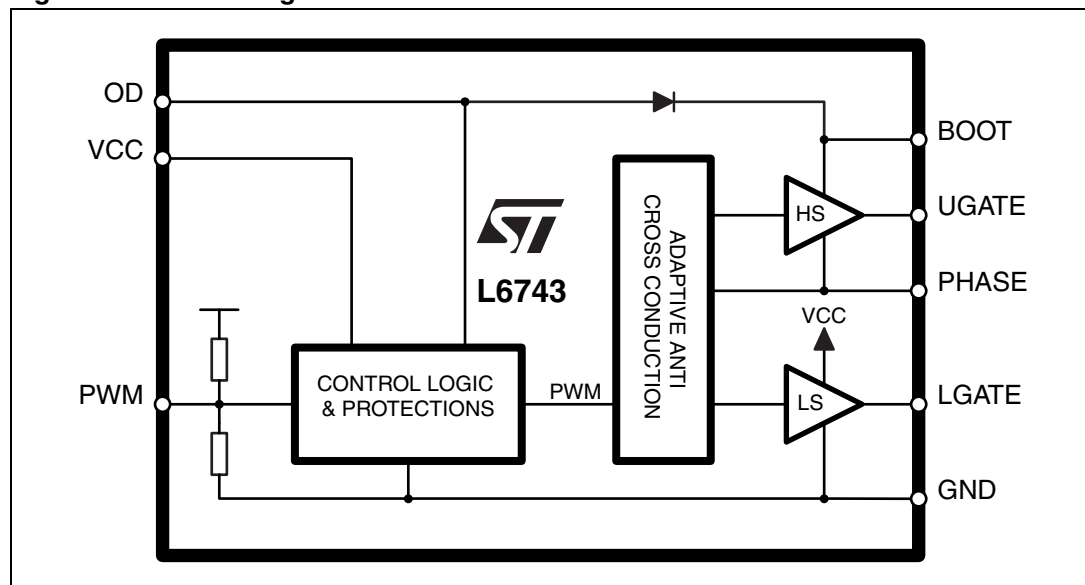 OD
VCC
PWM
ST
L6743
CONTROL LOGIC
& PROTECTIONS
PWM
ADAPTIVE ANTI
CROSS CONDUCTION
HS
VCC
LS
BOOT
UGATE
PHASE
LGATE
GND